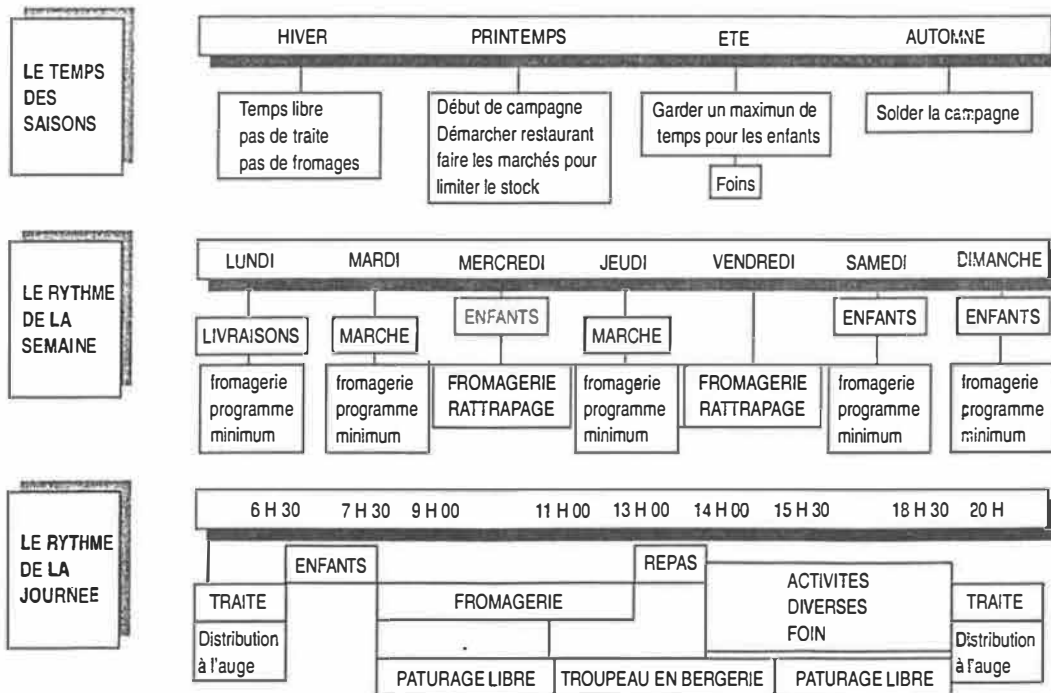 LE TEMPS
DES
SAISONS
HIVER PRINTEMPS ETE AUTOMNE
Temps libre
pas de traite
pas de fromages
Début de campagne
Démarcher restaurant
faire les marchés pour
limiter le stock
Garder un maximun de
temps pour les enfants
Foins
Solder la campagne
LE RYTHME
DE LA
SEMAINE
LUNDI MARDI MERCREDI JEUDI VENDREDI SAMEDI DIMANCHE
LIVRAISONS MARCHE ENFANTS MARCHE ENFANTS ENFANTS
fromagerie
programme
minimum
fromagerie
programme
minimum
FROMAGERIE
RATTRAPAGE
fromagerie
programme
minimum
FROMAGERIE
RATTRAPAGE
fromagerie
programme
minimum
fromagerie
programme
minimum
LE RYTHME
DE LA
JOURNEE
6 H 30 7 H 30 9 H 00 11 H 00 13 H 00 14 H 00 15 H 30 18 H 30 20 H
ENFANTS REPAS
TRAITE FROMAGERIE
ACTIVITES
DIVERSES
FOIN
TRAITE
Distribution
à l'auge
Distribution
à l'auge
PATURAGE LIBRE TROUPEAU EN BERGERIE PATURAGE LIBRE